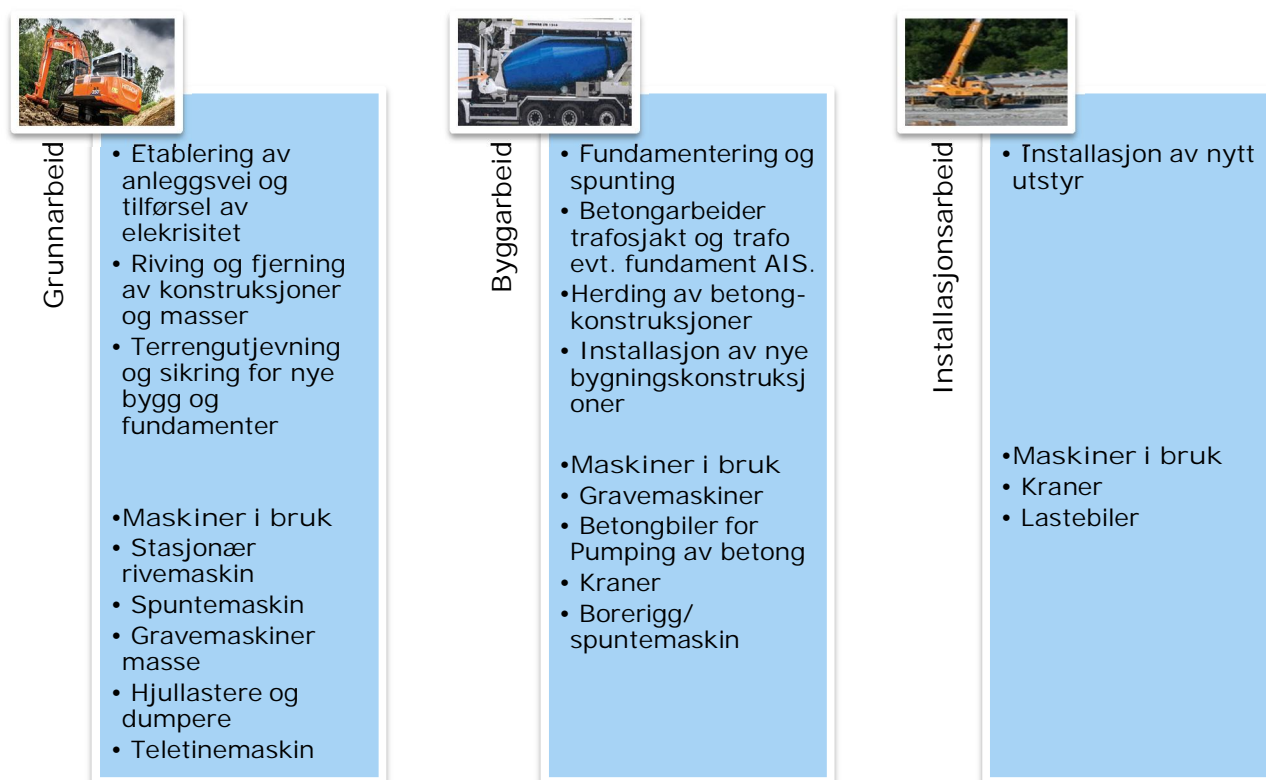 Grunnarbeid
• Etablering av
anleggsvei og
tilførsel av
elekrisitet
• Riving og fjerning
av konstruksjoner
og masser
• Terrengutjevning
og sikring for nye
bygg og
fundamenter
•Maskiner i bruk
• Stasjonær
rivemaskin
• Spuntemaskin
• Gravemaskiner
masse
• Hjullastere og
dumpere
• Teletinemaskin
Byggarbeid
• Fundamentering og
spunting
• Betongarbeider
trafosjakt og trafo
evt. fundament AIS.
•Herding av betong-
konstruksjoner
• Installasjon av nye
bygningskonstruksj
oner
•Maskiner i bruk
• Gravemaskiner
• Betongbiler for
Pumping av betong
• Kraner
• Borerigg/
spuntemaskin
Installasjonsarbeid
• Installasjon av nytt
utstyr
•Maskiner i bruk
• Kraner
• Lastebiler